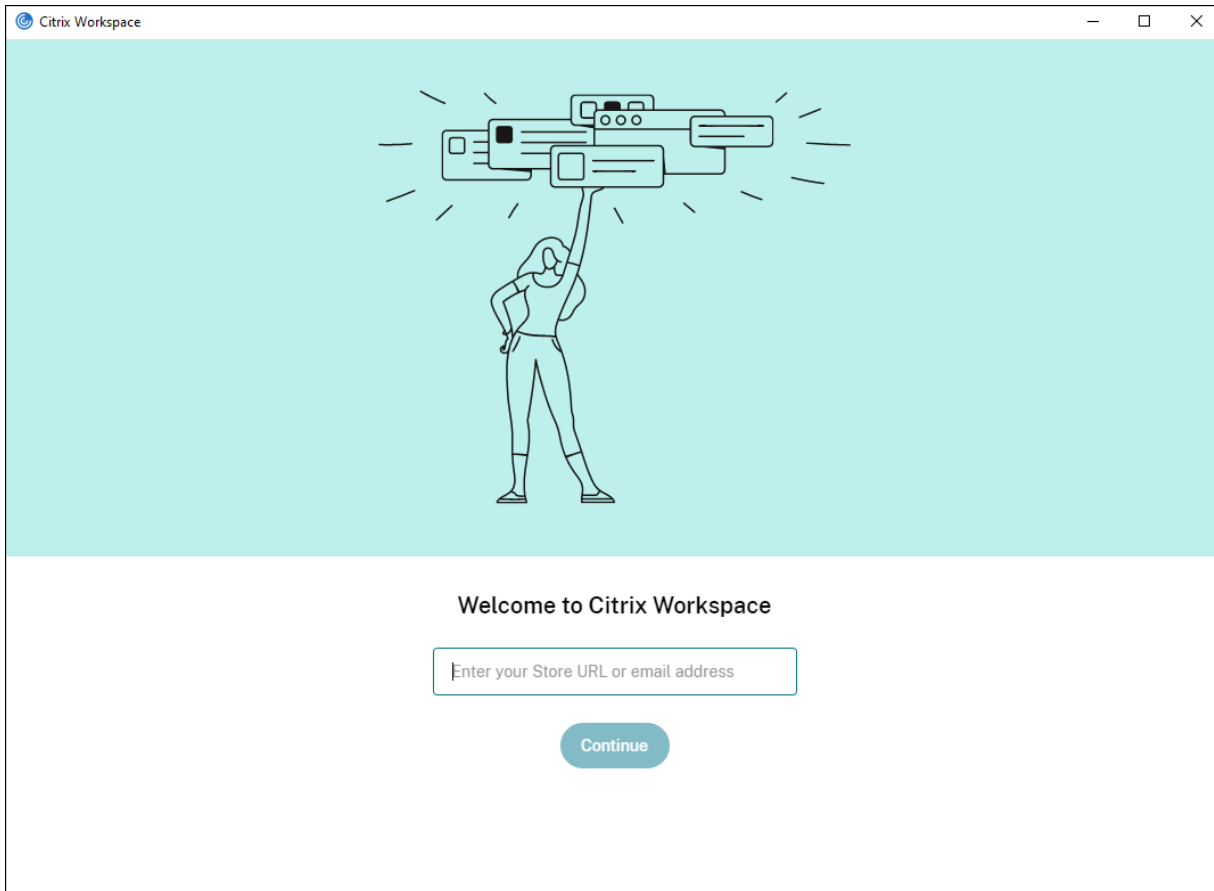 Citrix Workspace
Welcome to Citrix Workspace
Enter your Store URL or email address
Continue